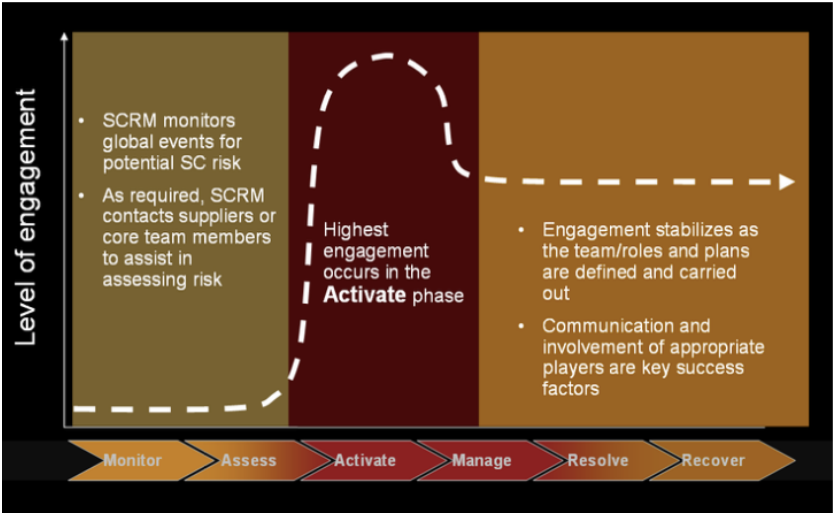 Level of engagement
• SCRM monitors
global events for
potential SC risk
• As required, SCRM
contacts suppliers or
core team members
to assist in
assessing risk
Highest
engagement
occurs in the
Activate phase
• Engagement stabilizes as
the team/roles and plans
are defined and carried
out
• Communication and
involvement of appropriate
players are key success
factors
Monitor
Assess
Activate
Manage
Resolve
Recover